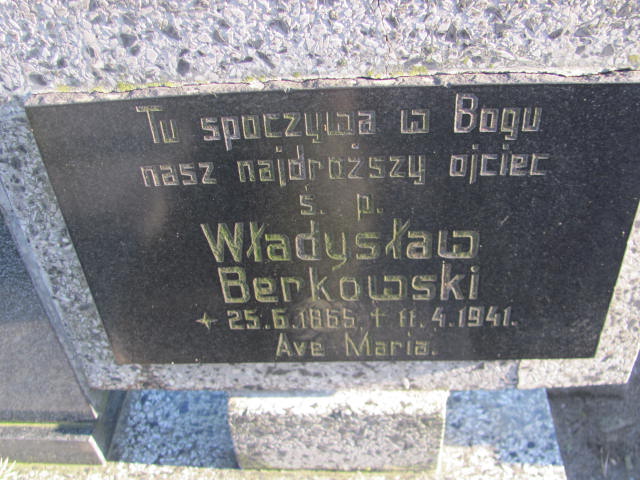 Tu spoczywa w Bogu
nasz najdroższy ojciec
ś. p.
Władysław
Berkowski
✦ 25.6.1865, † 11.4.1941.
Ave Maria.